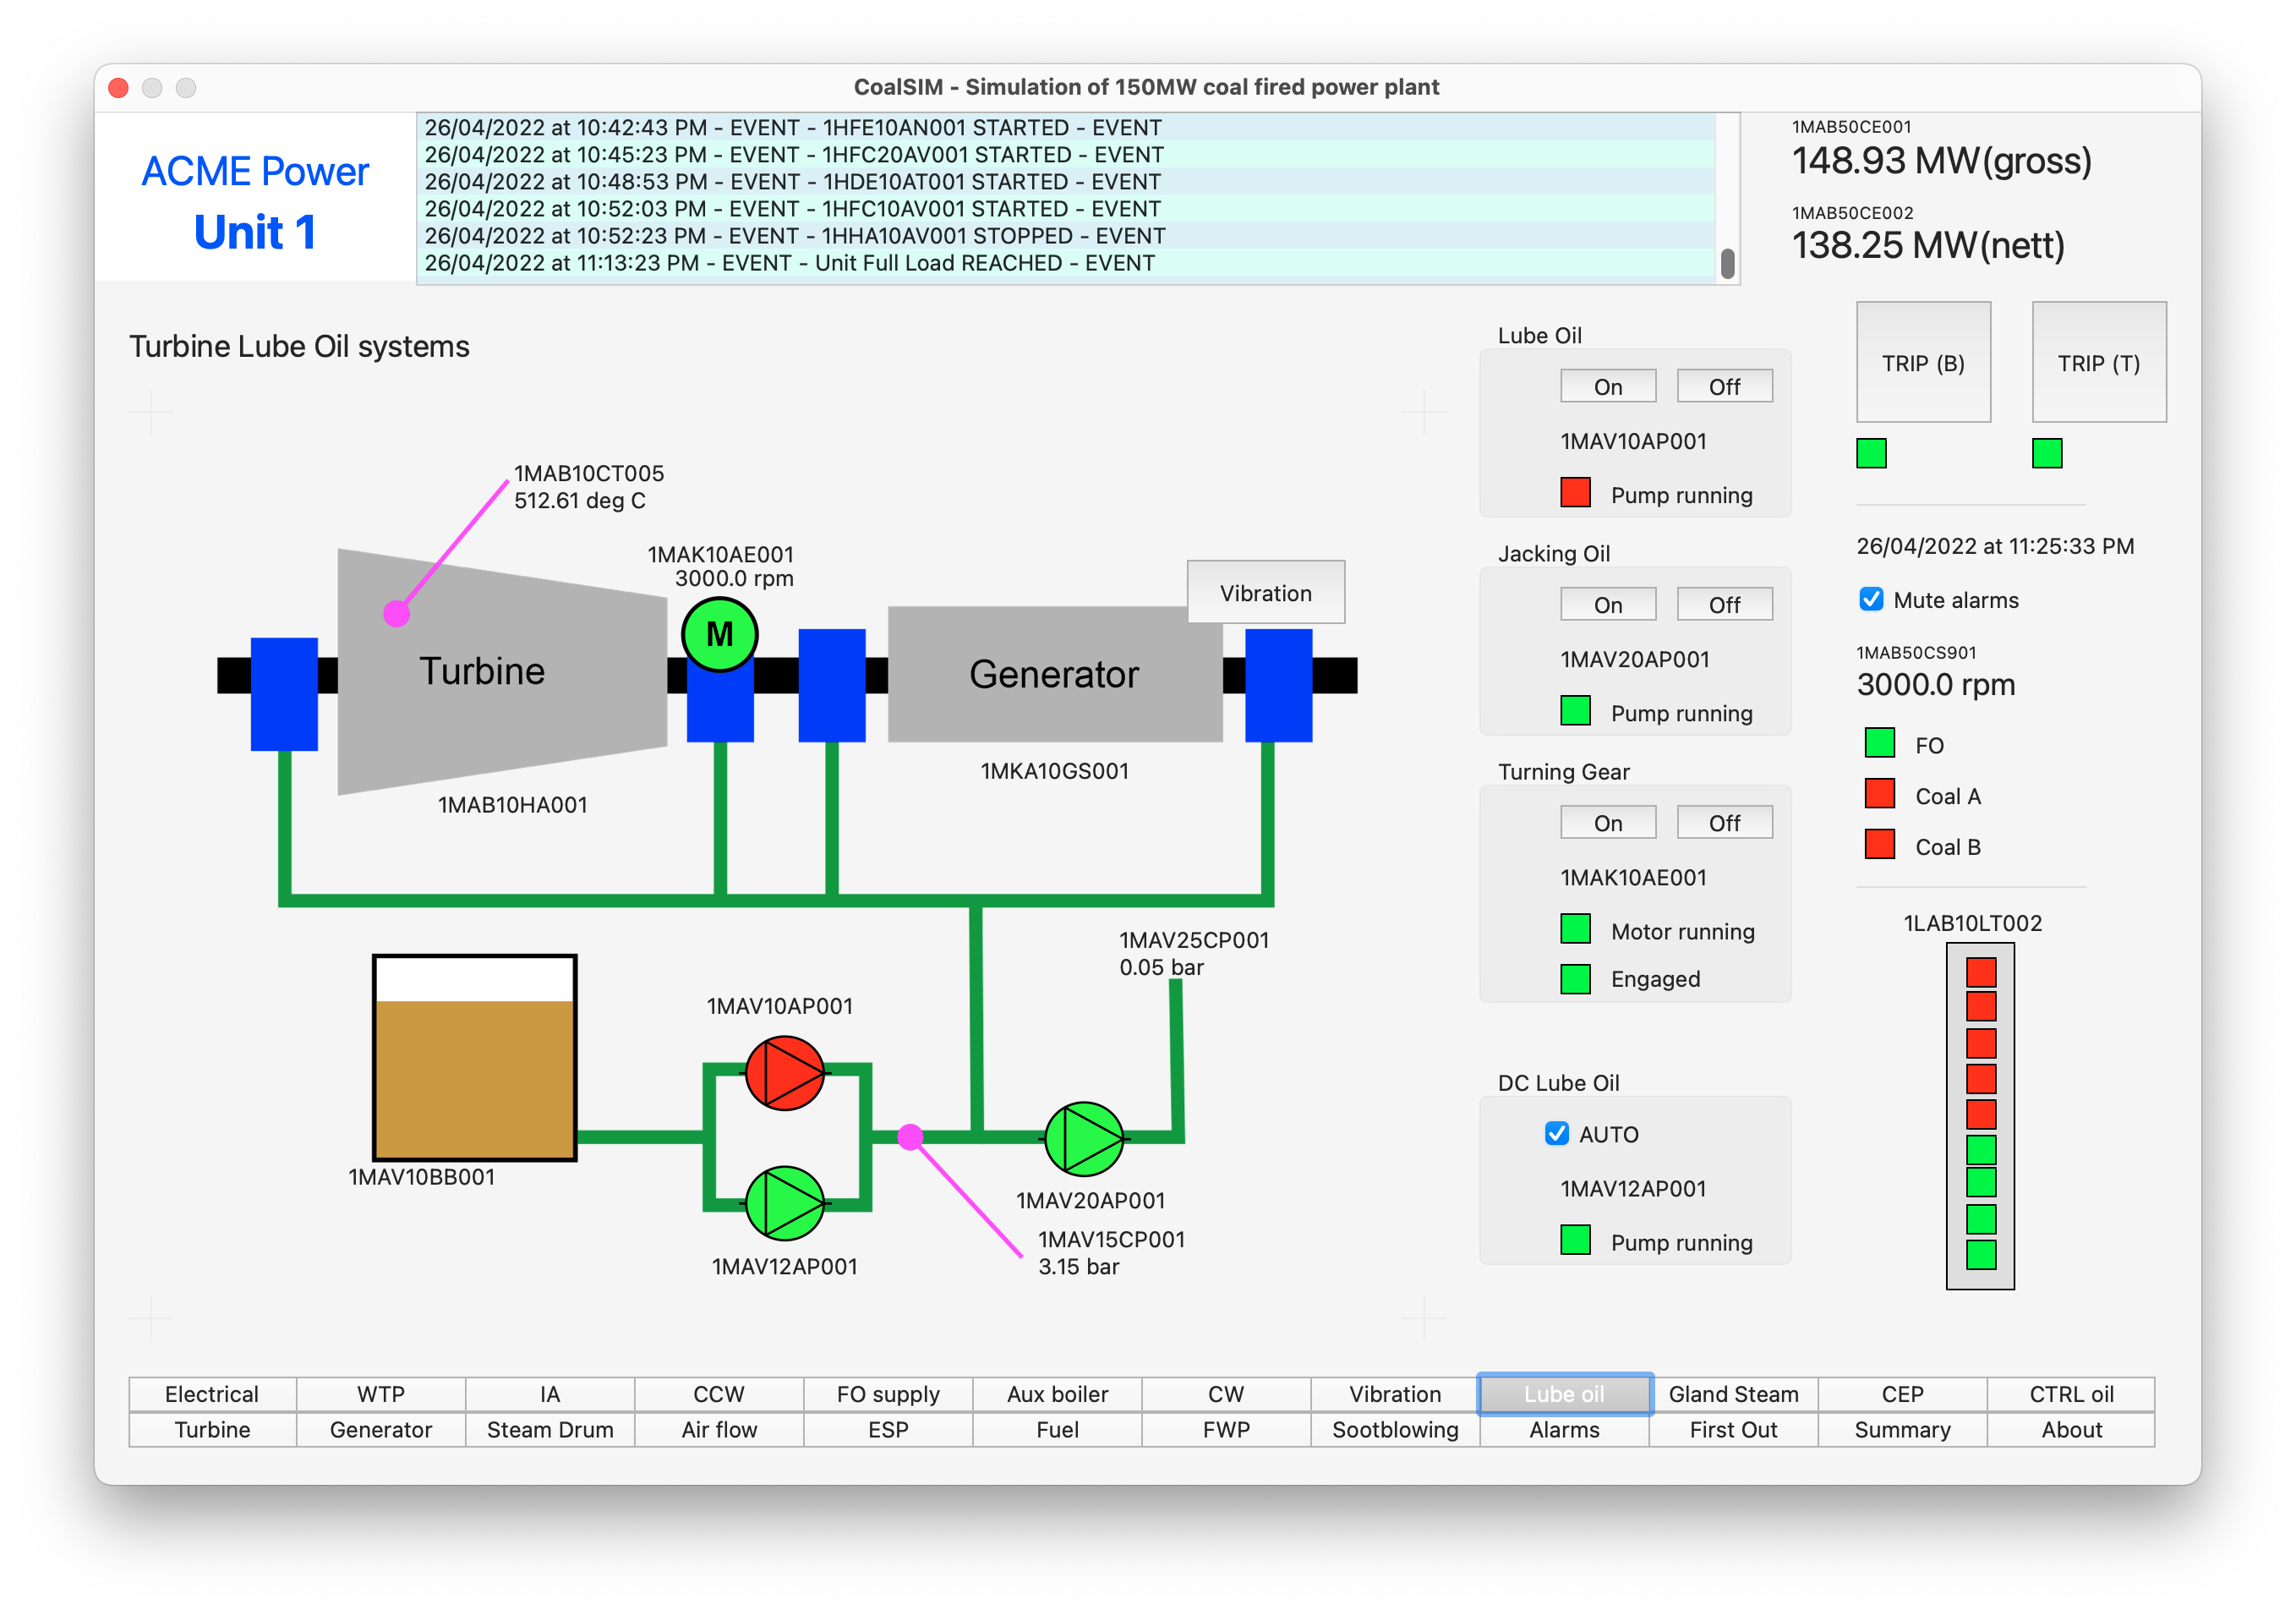 CoalSIM - Simulation of 150MW coal fired power plant
ACME Power
Unit 1
26/04/2022 at 10:42:43 PM - EVENT - 1HFE10AN001 STARTED - EVENT
26/04/2022 at 10:45:23 PM - EVENT - 1HFC20AV001 STARTED - EVENT
26/04/2022 at 10:48:53 PM - EVENT - 1HDE10AT001 STARTED - EVENT
26/04/2022 at 10:52:03 PM - EVENT - 1HFC10AV001 STARTED - EVENT
26/04/2022 at 10:52:23 PM - EVENT - 1HHA10AV001 STOPPED - EVENT
26/04/2022 at 11:13:23 PM - EVENT - Unit Full Load REACHED - EVENT
1MAB50CE001
148.93 MW(gross)
1MAB50CE002
138.25 MW(nett)
Turbine Lube Oil systems
1MAB10CT005
512.61 deg C
1MAK10AE001
3000.0 rpm
M
Vibration
Turbine
Generator
1MAB10HA001
1MKA10GS001
1MAV25CP001
0.05 bar
1MAV10AP001
1MAV10BB001
1MAV12AP001
1MAV20AP001
1MAV15CP001
3.15 bar
Lube Oil
On Off
1MAV10AP001
Pump running
Jacking Oil
On Off
1MAV20AP001
Pump running
Turning Gear
On Off
1MAK10AE001
Motor running
Engaged
DC Lube Oil
AUTO
1MAV12AP001
Pump running
TRIP (B) TRIP (T)
26/04/2022 at 11:25:33 PM
Mute alarms
1MAB50CS901
3000.0 rpm
FO
Coal A
Coal B
1LAB10LT002
Electrical WTP IA CCW FO supply Aux boiler CW Vibration Lube oil Gland Steam CEP CTRL oil
Turbine Generator Steam Drum Air flow ESP Fuel FWP Sootblowing Alarms First Out Summary About